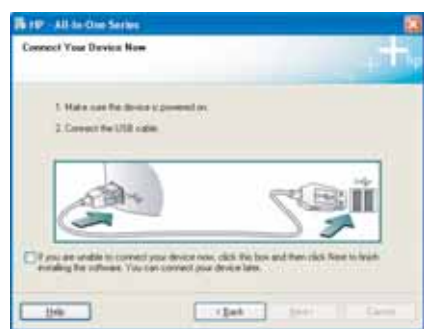 HP - All-In-One Series
Connect Your Device Now
1. Make sure the device is powered on.
2. Connect the USB cable.
If you are unable to connect your device now, click this box and then click Next to finish
installing the software. You can connect your device later.
Help
< Back
Next >
Cancel